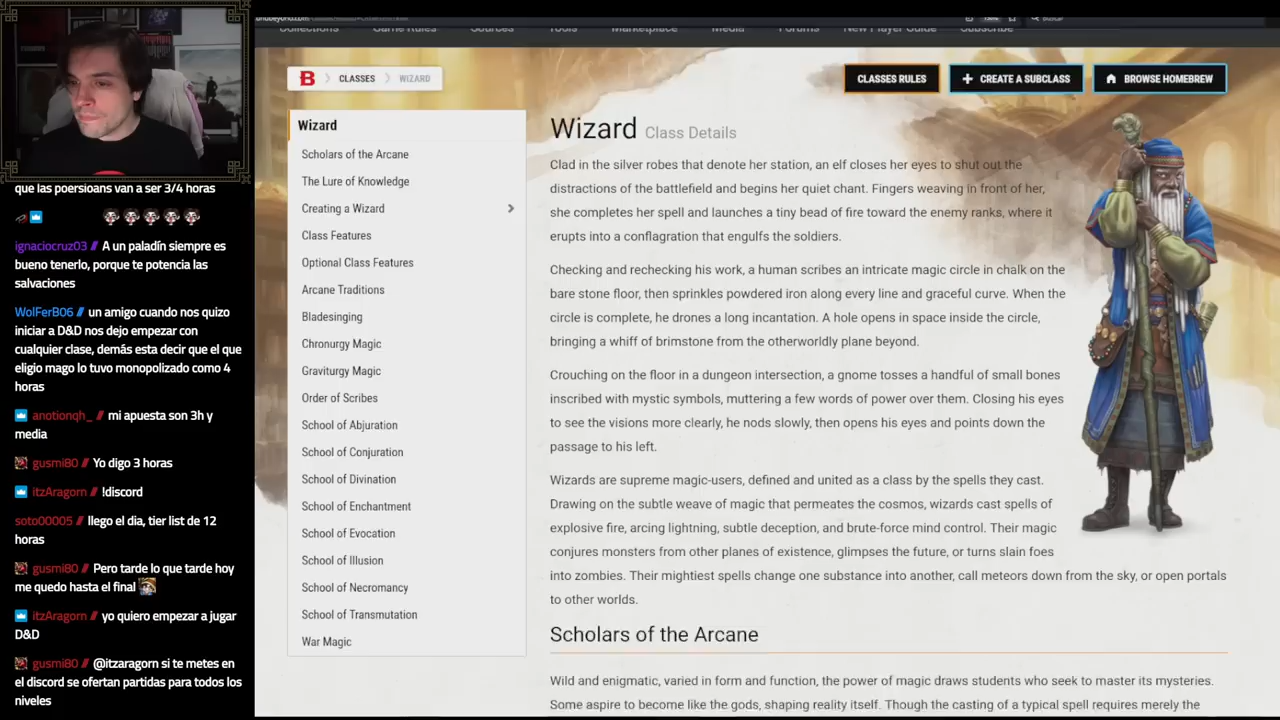 Collections Game Rules Sources Tools Marketplace Media Forums New Player Guide Subscribe
B CLASSES WIZARD
CLASSES RULES
+ CREATE A SUBCLASS
BROWSE HOMEBREW
que las poersioans van a ser 3/4 horas
ignaciocruz03 // A un paladín siempre es
bueno tenerlo, porque te potencia las
salvaciones
WolFerB06 // un amigo cuando nos quizo
iniciar a D&D nos dejo empezar con
cualquier clase, demás esta decir que el que
eligio mago lo tuvo monopolizado como 4
horas
anotionqh_ // mi apuesta son 3h y
media
gusmi80 // Yo digo 3 horas
itzAragorn // !discord
soto00005 // llego el dia, tier list de 12
horas
gusmi80 // Pero tarde lo que tarde hoy
me quedo hasta el final
itzAragorn // yo quiero empezar a jugar
D&D
gusmi80 // @itzaragorn si te metes en
el discord se ofertan partidas para todos los
niveles
Wizard
Scholars of the Arcane
The Lure of Knowledge
Creating a Wizard
Class Features
Optional Class Features
Arcane Traditions
Bladesinging
Chronurgy Magic
Graviturgy Magic
Order of Scribes
School of Abjuration
School of Conjuration
School of Divination
School of Enchantment
School of Evocation
School of Illusion
School of Necromancy
School of Transmutation
War Magic
Wizard Class Details
Clad in the silver robes that denote her station, an elf closes her eyes to shut out the
distractions of the battlefield and begins her quiet chant. Fingers weaving in front of her,
she completes her spell and launches a tiny bead of fire toward the enemy ranks, where it
erupts into a conflagration that engulfs the soldiers.
Checking and rechecking his work, a human scribes an intricate magic circle in chalk on the
bare stone floor, then sprinkles powdered iron along every line and graceful curve. When the
circle is complete, he drones a long incantation. A hole opens in space inside the circle,
bringing a whiff of brimstone from the otherworldly plane beyond.
Crouching on the floor in a dungeon intersection, a gnome tosses a handful of small bones
inscribed with mystic symbols, muttering a few words of power over them. Closing his eyes
to see the visions more clearly, he nods slowly, then opens his eyes and points down the
passage to his left.
Wizards are supreme magic-users, defined and united as a class by the spells they cast.
Drawing on the subtle weave of magic that permeates the cosmos, wizards cast spells of
explosive fire, arcing lightning, subtle deception, and brute-force mind control. Their magic
conjures monsters from other planes of existence, glimpses the future, or turns slain foes
into zombies. Their mightiest spells change one substance into another, call meteors down from the sky, or open portals
to other worlds.
Scholars of the Arcane
Wild and enigmatic, varied in form and function, the power of magic draws students who seek to master its mysteries.
Some aspire to become like the gods, shaping reality itself. Though the casting of a typical spell requires merely the